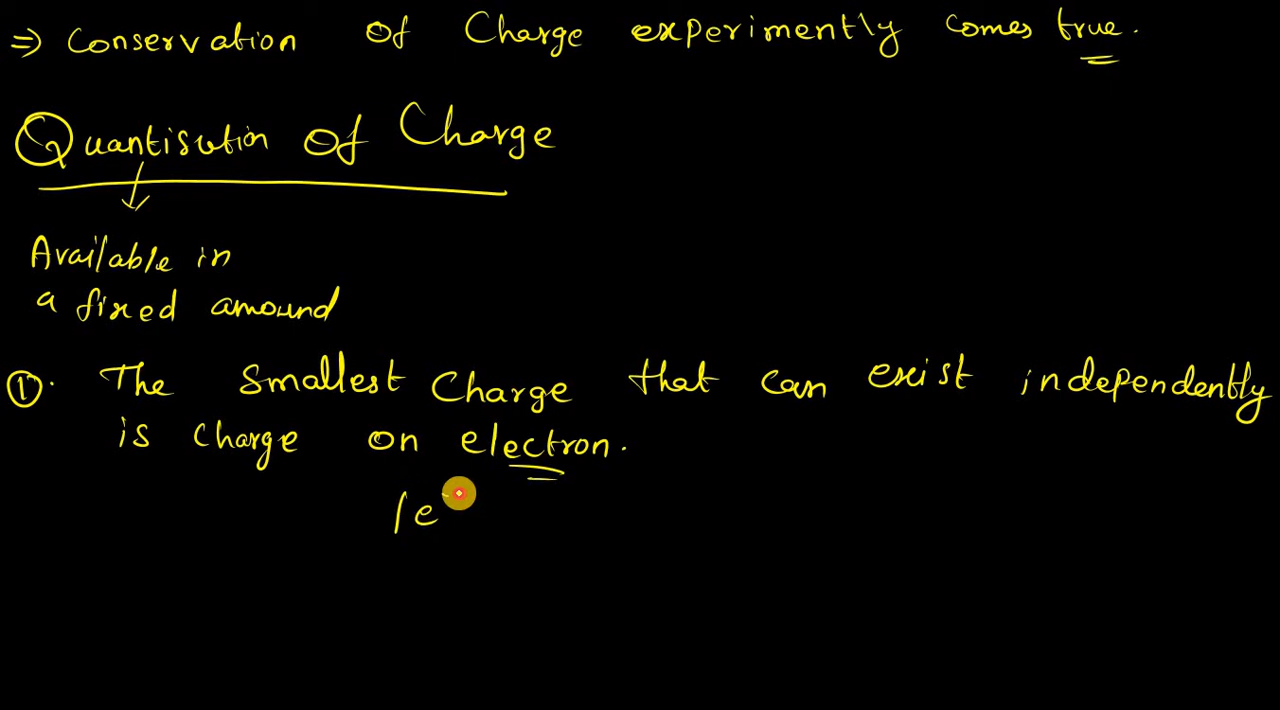 ⇒ Conservation of Charge experimently comes true.
Quantisation of Charge
Available in
a fixed amound
①. The smallest Charge that can exist independently
is charge on electron.
1e-